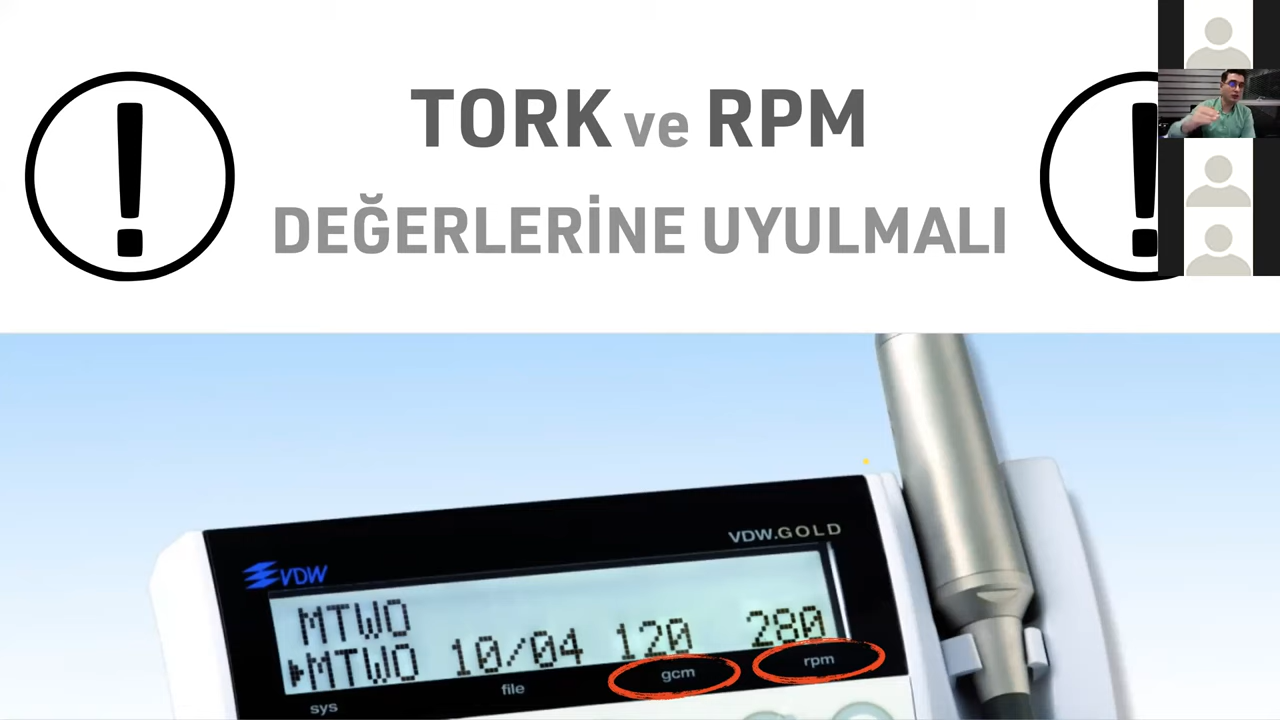 TORK ve RPM
DEĞERLERİNE UYULMALI
VDW.GOLD
VDW
MTWO
MTWO 10/04 120 280
sys file gcm rpm